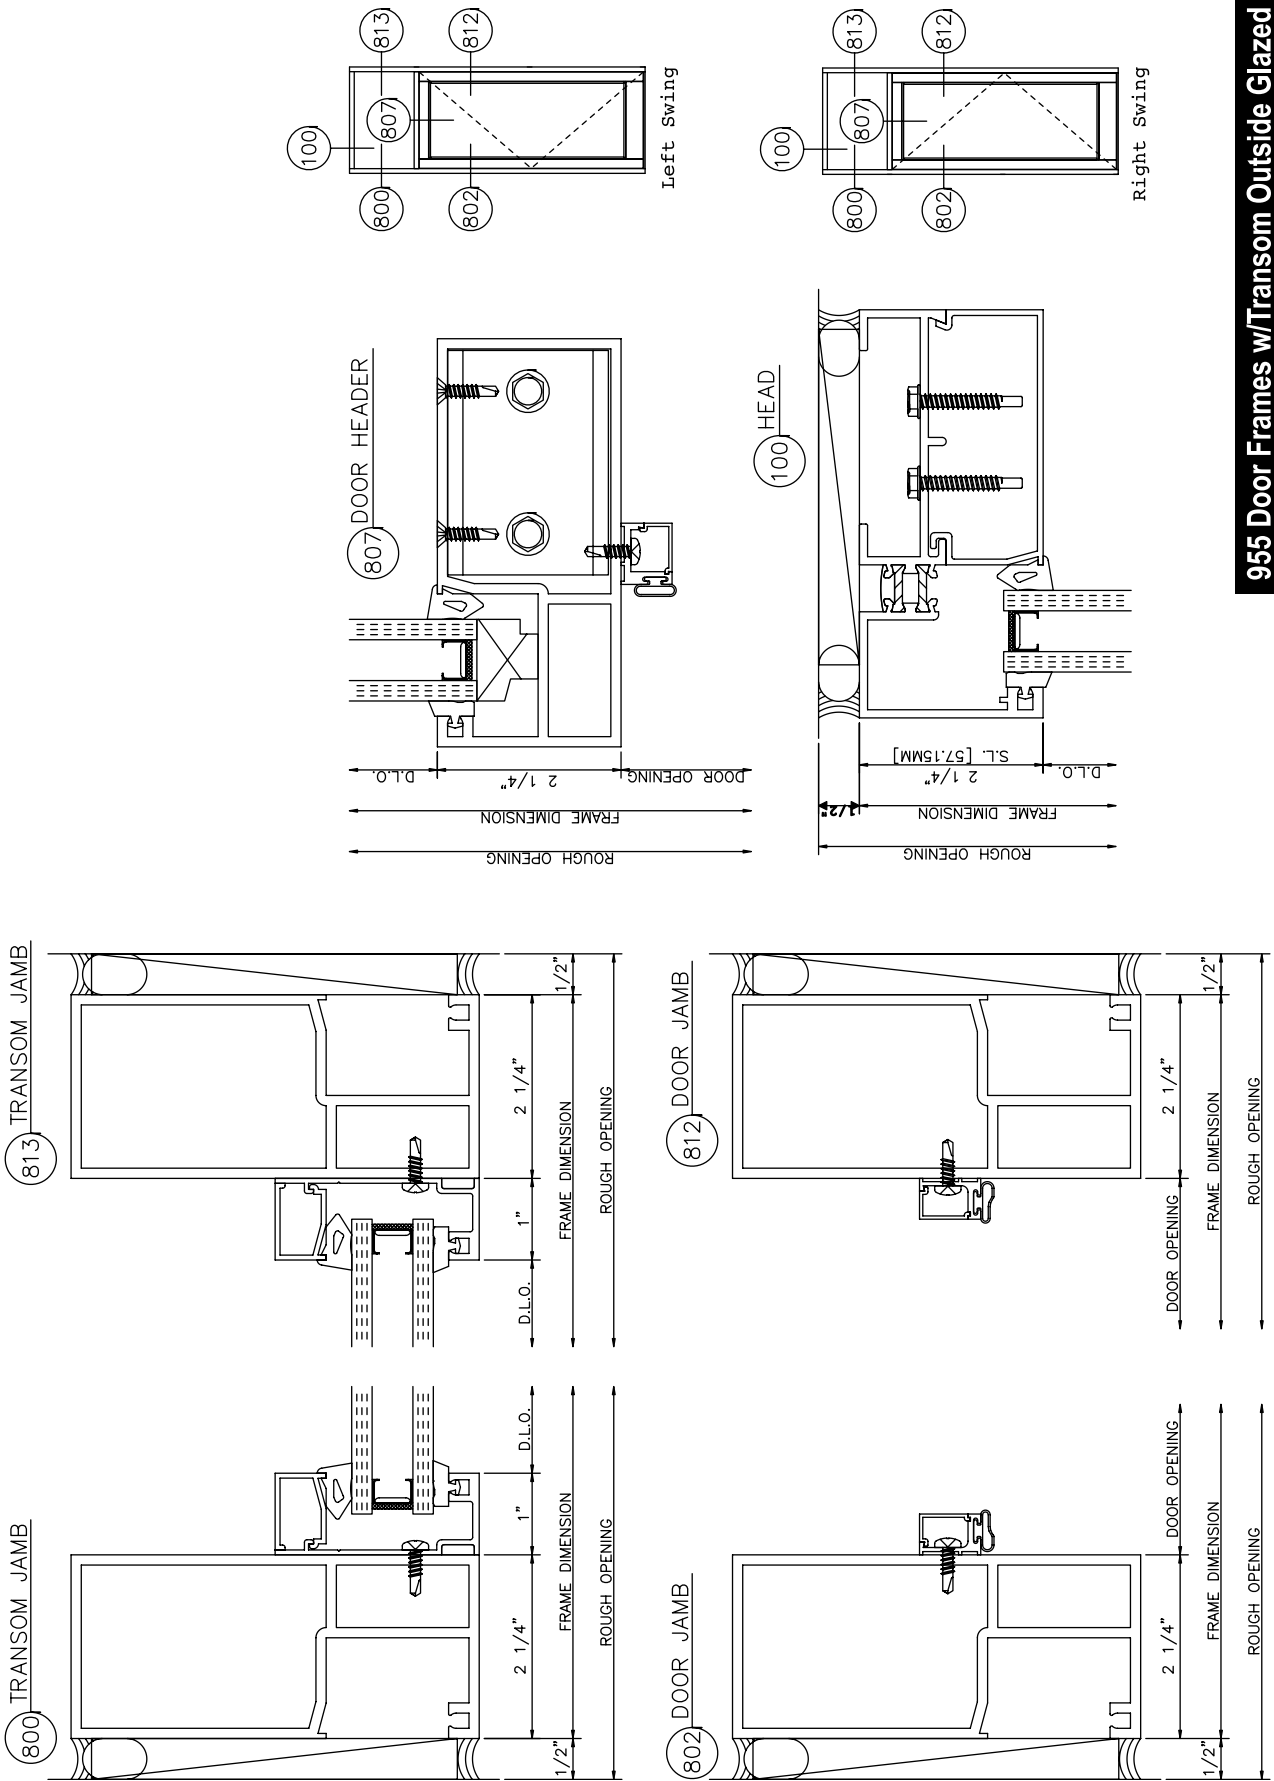 955 Door Frames w/Transom Outside Glazed
800 TRANSOM JAMB
1/2"
2 1/4"
1"
D.L.O.
FRAME DIMENSION
ROUGH OPENING
813 TRANSOM JAMB
D.L.O.
1"
2 1/4"
1/2"
FRAME DIMENSION
ROUGH OPENING
807 DOOR HEADER
D.L.O.
2 1/4"
DOOR OPENING
FRAME DIMENSION
ROUGH OPENING
100
813
800
807
812
802
Left Swing
802 DOOR JAMB
1/2"
2 1/4"
DOOR OPENING
FRAME DIMENSION
ROUGH OPENING
812 DOOR JAMB
DOOR OPENING
2 1/4"
1/2"
FRAME DIMENSION
ROUGH OPENING
100 HEAD
1/2"
2 1/4"
S.L. [57.15MM]
D.L.O.
FRAME DIMENSION
ROUGH OPENING
100
813
800
807
812
802
Right Swing